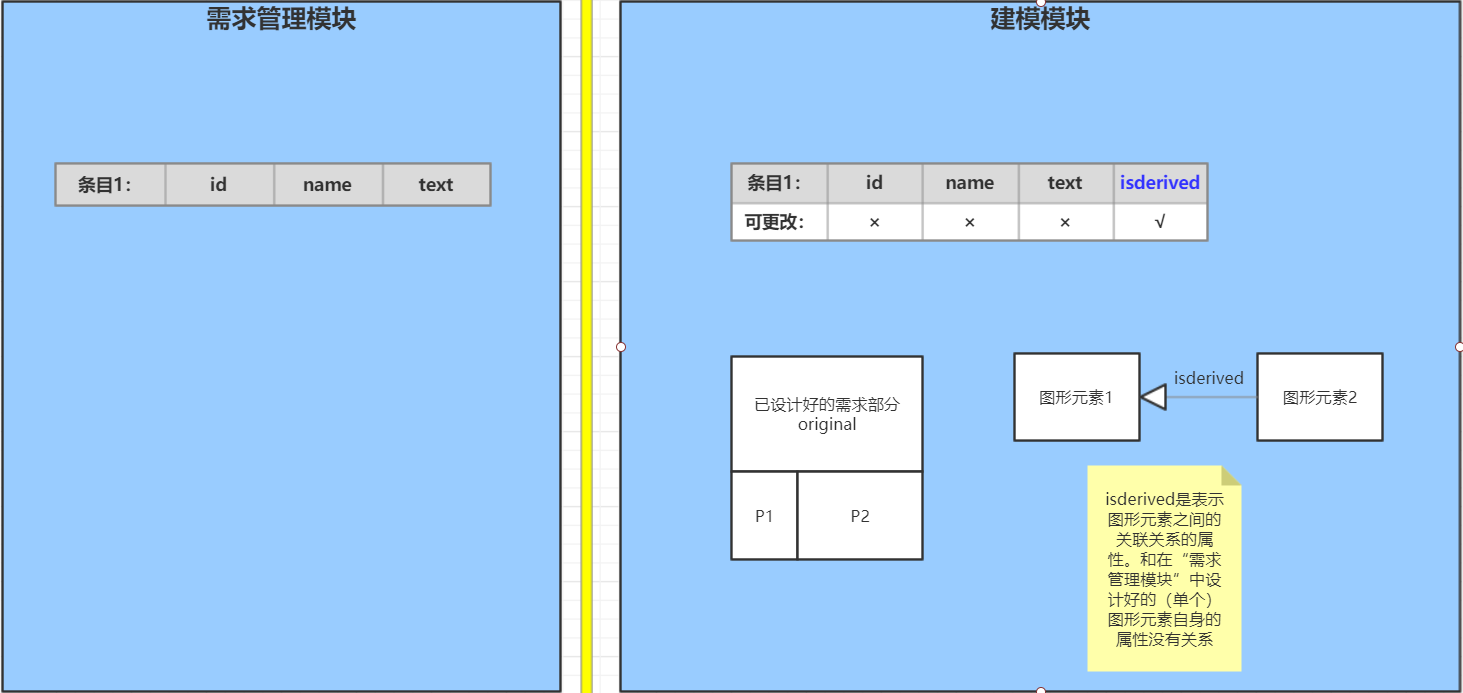 需求管理模块
条目1： id name text
建模模块
条目1： id name text isderived
可更改： × × × √
已设计好的需求部分
original
P1 P2
图形元素1
isderived
图形元素2
isderived是表示
图形元素之间的
关联关系的属
性。和在“需求
管理模块”中设
计好的（单个）
图形元素自身的
属性没有关系